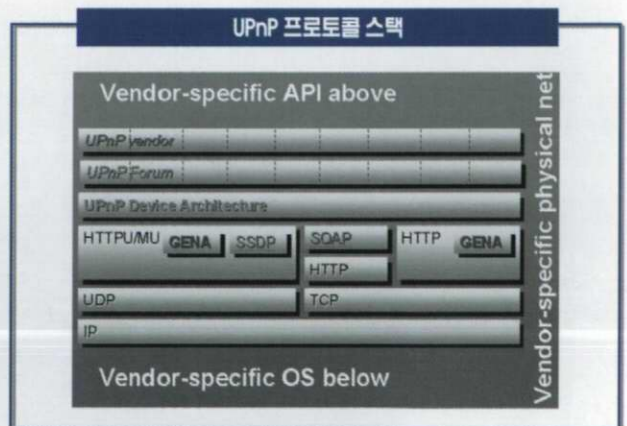 UPnP 프로토콜 스택
Vendor-specific API above
UPnP vendor
UPnP Forum
UPnP Device Architecture
HTTPU/MU GENA SSDP SOAP HTTP GENA
HTTP
UDP TCP
IP
Vendor-specific OS below
Vendor-specific physical net